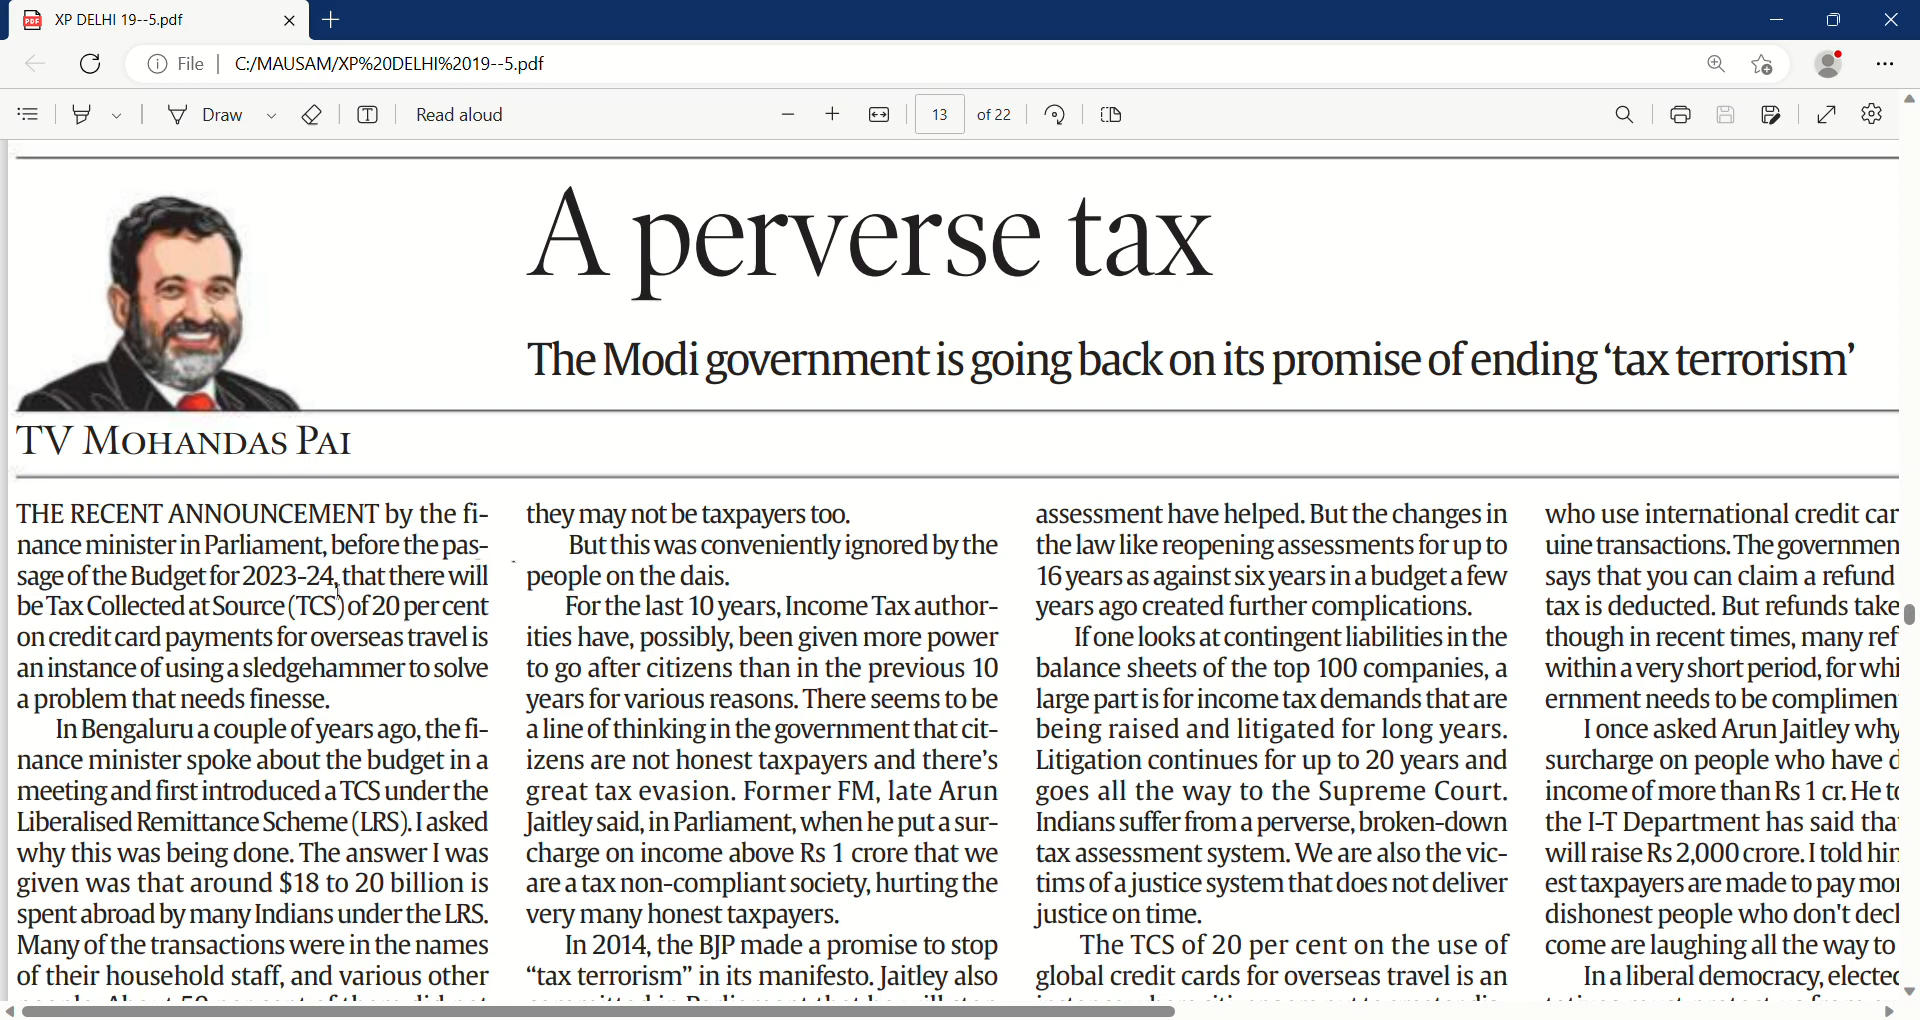 XP DELHI 19--5.pdf
File
C:/MAUSAM/XP%20DELHI%2019--5.pdf
Draw
Read aloud
13
of 22
A perverse tax
The Modi government is going back on its promise of ending ‘tax terrorism’
TV MOHANDAS PAI
THE RECENT ANNOUNCEMENT by the fi-
nance minister in Parliament, before the pas-
sage of the Budget for 2023-24, that there will
be Tax Collected at Source (TCS) of 20 per cent
on credit card payments for overseas travel is
an instance of using a sledgehammer to solve
a problem that needs finesse.
In Bengaluru a couple of years ago, the fi-
nance minister spoke about the budget in a
meeting and first introduced a TCS under the
Liberalised Remittance Scheme (LRS). I asked
why this was being done. The answer I was
given was that around $18 to 20 billion is
spent abroad by many Indians under the LRS.
Many of the transactions were in the names
of their household staff, and various other
they may not be taxpayers too.
But this was conveniently ignored by the
people on the dais.
For the last 10 years, Income Tax author-
ities have, possibly, been given more power
to go after citizens than in the previous 10
years for various reasons. There seems to be
a line of thinking in the government that cit-
izens are not honest taxpayers and there’s
great tax evasion. Former FM, late Arun
Jaitley said, in Parliament, when he put a sur-
charge on income above Rs 1 crore that we
are a tax non-compliant society, hurting the
very many honest taxpayers.
In 2014, the BJP made a promise to stop
“tax terrorism” in its manifesto. Jaitley also
assessment have helped. But the changes in
the law like reopening assessments for up to
16 years as against six years in a budget a few
years ago created further complications.
If one looks at contingent liabilities in the
balance sheets of the top 100 companies, a
large part is for income tax demands that are
being raised and litigated for long years.
Litigation continues for up to 20 years and
goes all the way to the Supreme Court.
Indians suffer from a perverse, broken-down
tax assessment system. We are also the vic-
tims of a justice system that does not deliver
justice on time.
The TCS of 20 per cent on the use of
global credit cards for overseas travel is an
who use international credit car
uine transactions. The governmen
says that you can claim a refund
tax is deducted. But refunds take
though in recent times, many ref
within a very short period, for whi
ernment needs to be complimen
I once asked Arun Jaitley why
surcharge on people who have d
income of more than Rs 1 cr. He to
the I-T Department has said tha
will raise Rs 2,000 crore. I told him
est taxpayers are made to pay mor
dishonest people who don't decl
come are laughing all the way to
In a liberal democracy, elected